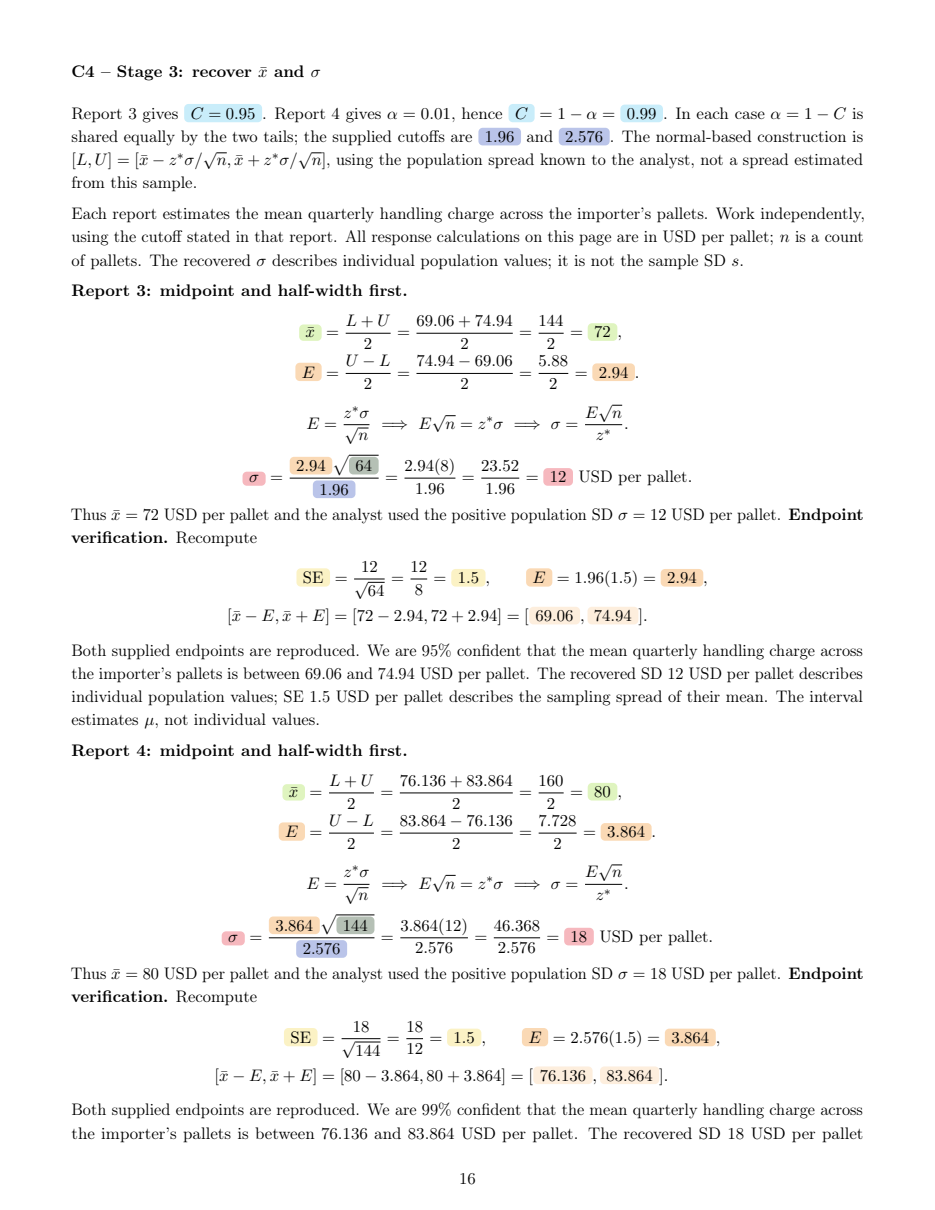 C4 – Stage 3: recover x̄ and σ
Report 3 gives C = 0.95 . Report 4 gives α = 0.01, hence C = 1 − α = 0.99 . In each case α = 1 − C is
shared equally by the two tails; the supplied cutoffs are 1.96 and 2.576 . The normal-based construction is
[L, U] = [x̄ − z*σ/√n, x̄ + z*σ/√n], using the population spread known to the analyst, not a spread estimated
from this sample.
Each report estimates the mean quarterly handling charge across the importer's pallets. Work independently,
using the cutoff stated in that report. All response calculations on this page are in USD per pallet; n is a count
of pallets. The recovered σ describes individual population values; it is not the sample SD s.
Report 3: midpoint and half-width first.
x̄ = (L + U)/2 = (69.06 + 74.94)/2 = 144/2 = 72 ,
E = (U − L)/2 = (74.94 − 69.06)/2 = 5.88/2 = 2.94 .
E = z*σ/√n ⟹ E√n = z*σ ⟹ σ = E√n/z*.
σ = 2.94 √64 / 1.96 = 2.94(8)/1.96 = 23.52/1.96 = 12 USD per pallet.
Thus x̄ = 72 USD per pallet and the analyst used the positive population SD σ = 12 USD per pallet. Endpoint
verification. Recompute
SE = 12/√64 = 12/8 = 1.5 , E = 1.96(1.5) = 2.94 ,
[x̄ − E, x̄ + E] = [72 − 2.94, 72 + 2.94] = [ 69.06 , 74.94 ].
Both supplied endpoints are reproduced. We are 95% confident that the mean quarterly handling charge across
the importer's pallets is between 69.06 and 74.94 USD per pallet. The recovered SD 12 USD per pallet describes
individual population values; SE 1.5 USD per pallet describes the sampling spread of their mean. The interval
estimates μ, not individual values.
Report 4: midpoint and half-width first.
x̄ = (L + U)/2 = (76.136 + 83.864)/2 = 160/2 = 80 ,
E = (U − L)/2 = (83.864 − 76.136)/2 = 7.728/2 = 3.864 .
E = z*σ/√n ⟹ E√n = z*σ ⟹ σ = E√n/z*.
σ = 3.864 √144 / 2.576 = 3.864(12)/2.576 = 46.368/2.576 = 18 USD per pallet.
Thus x̄ = 80 USD per pallet and the analyst used the positive population SD σ = 18 USD per pallet. Endpoint
verification. Recompute
SE = 18/√144 = 18/12 = 1.5 , E = 2.576(1.5) = 3.864 ,
[x̄ − E, x̄ + E] = [80 − 3.864, 80 + 3.864] = [ 76.136 , 83.864 ].
Both supplied endpoints are reproduced. We are 99% confident that the mean quarterly handling charge across
the importer's pallets is between 76.136 and 83.864 USD per pallet. The recovered SD 18 USD per pallet
16